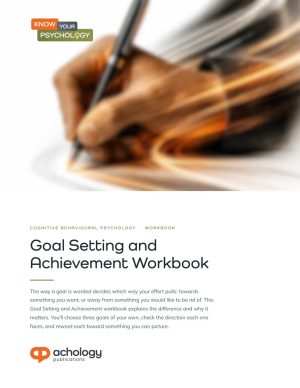 KNOW YOUR
PSYCHOLOGY
COGNITIVE BEHAVIOURAL PSYCHOLOGY · WORKBOOK
Goal Setting and
Achievement Workbook
The way a goal is worded decides which way your effort pulls: towards
something you want, or away from something you would like to be rid of. This
Goal Setting and Achievement workbook explains the difference and why it
matters. You'll choose three goals of your own, check the direction each one
faces, and reword each toward something you can picture.
achology
publications